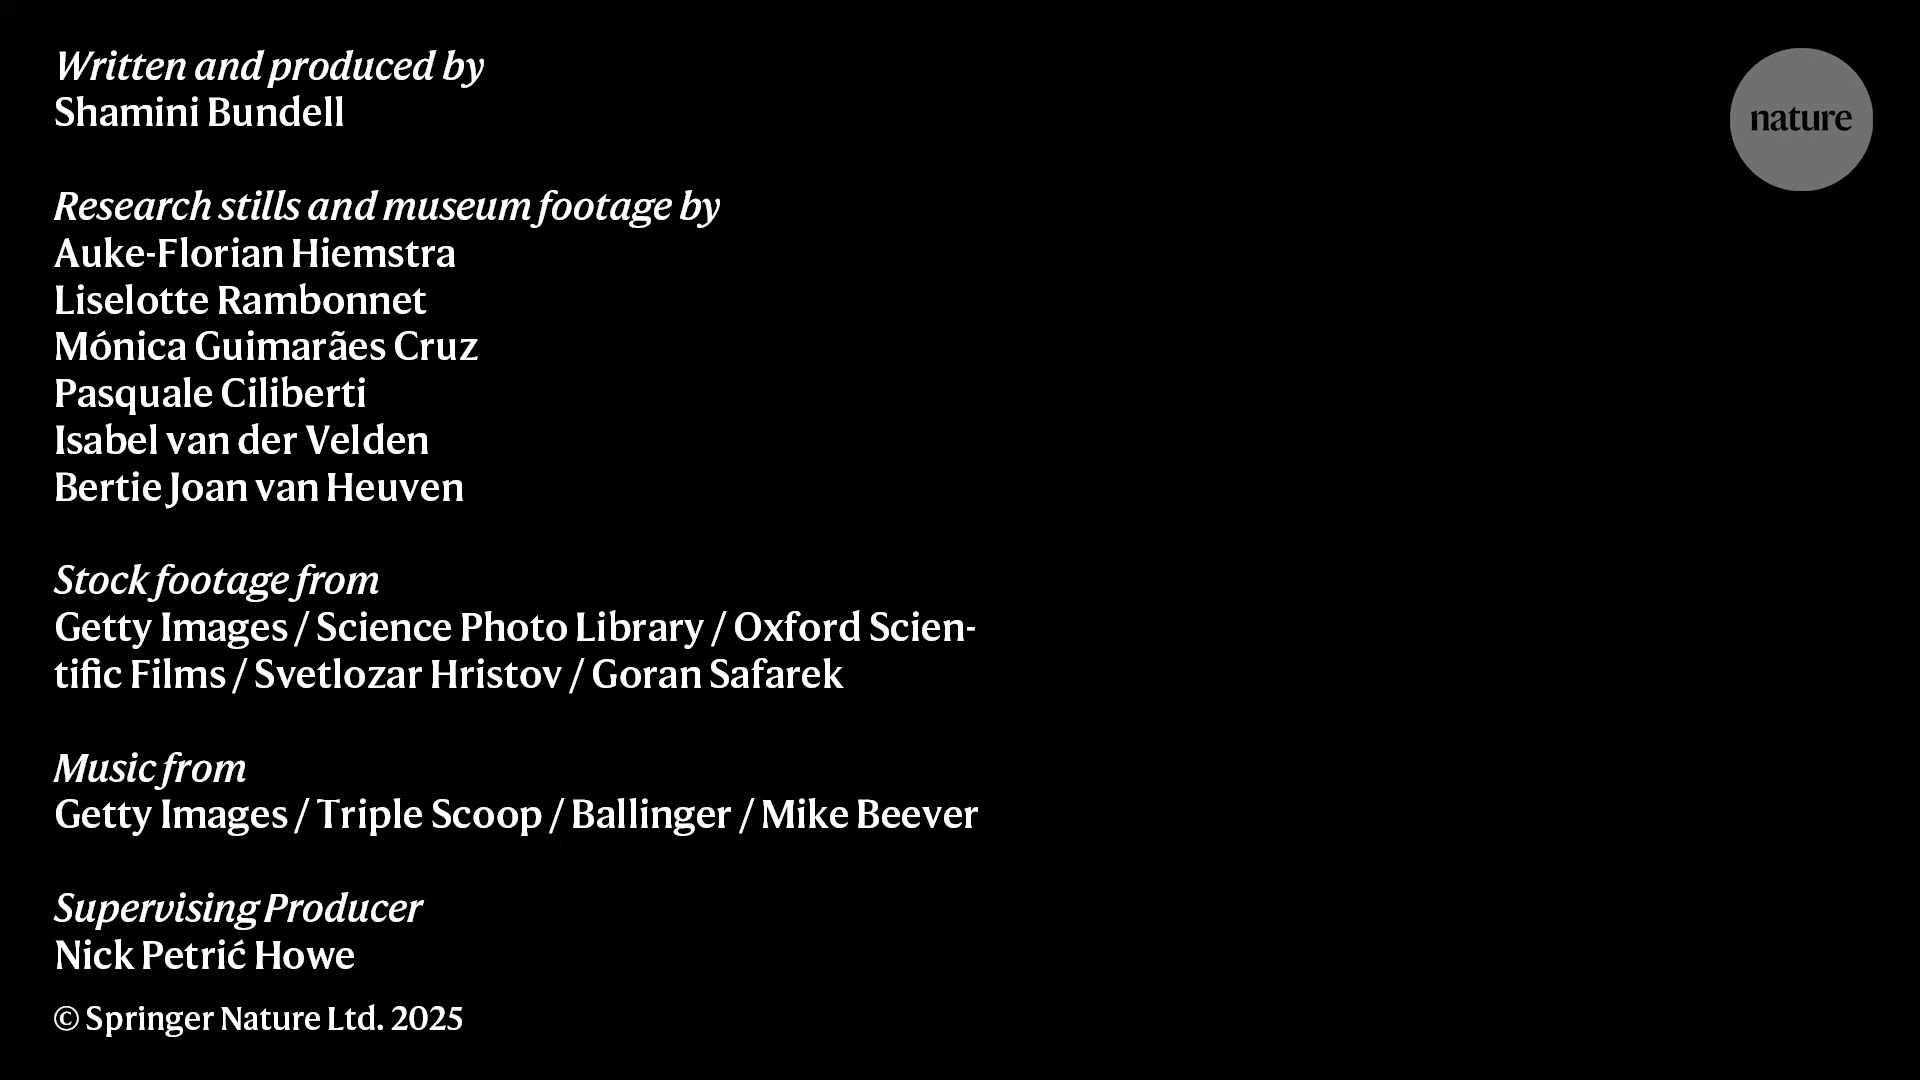 Written and produced by
Shamini Bundell
nature
Research stills and museum footage by
Auke-Florian Hiemstra
Liselotte Rambonnet
Mónica Guimarães Cruz
Pasquale Ciliberti
Isabel van der Velden
Bertie Joan van Heuven
Stock footage from
Getty Images / Science Photo Library / Oxford Scien-
tific Films / Svetlozar Hristov / Goran Safarek
Music from
Getty Images / Triple Scoop / Ballinger / Mike Beever
Supervising Producer
Nick Petrić Howe
© Springer Nature Ltd. 2025